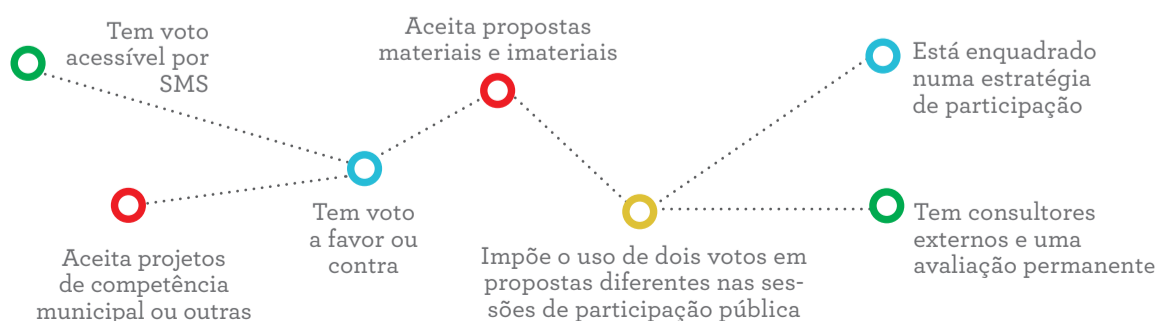 Tem voto
acessível por
SMS
Aceita projetos
de competência
municipal ou outras
Tem voto
a favor ou
contra
Aceita propostas
materiais e imateriais
Impõe o uso de dois votos em
propostas diferentes nas ses-
sões de participação pública
Está enquadrado
numa estratégia
de participação
Tem consultores
externos e uma
avaliação permanente